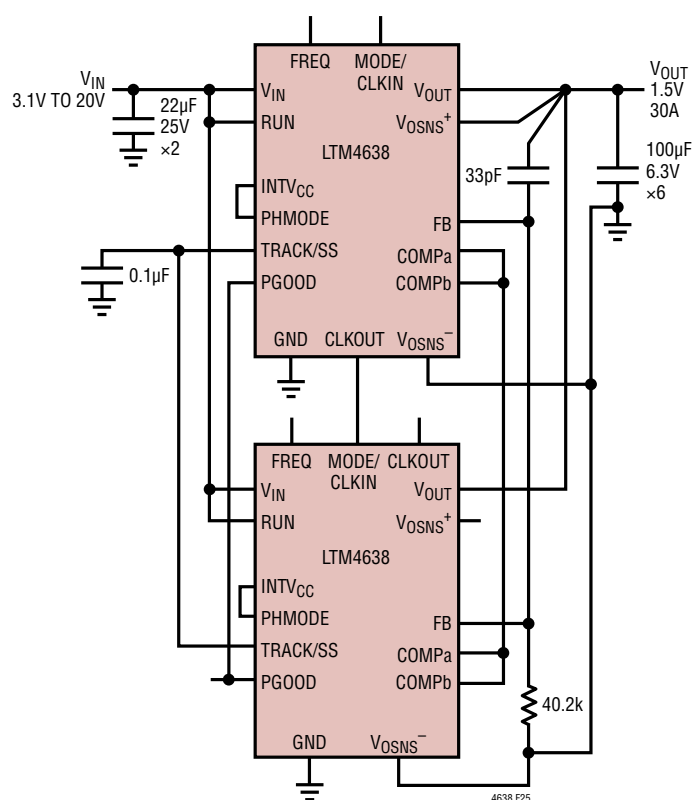 FREQ
MODE/
CLKIN
V_IN
3.1V TO 20V
22µF
25V
×2
V_IN
RUN
LTM4638
INTV_CC
PHMODE
TRACK/SS
PGOOD
GND
CLKOUT
V_OSNS^–
V_OUT
V_OSNS^+
FB
COMPa
COMPb
33pF
V_OUT
1.5V
30A
100µF
6.3V
×6
0.1µF
FREQ
MODE/
CLKIN
CLKOUT
V_IN
RUN
LTM4638
INTV_CC
PHMODE
TRACK/SS
PGOOD
GND
V_OSNS^–
V_OUT
V_OSNS^+
FB
COMPa
COMPb
40.2k
4638 F25